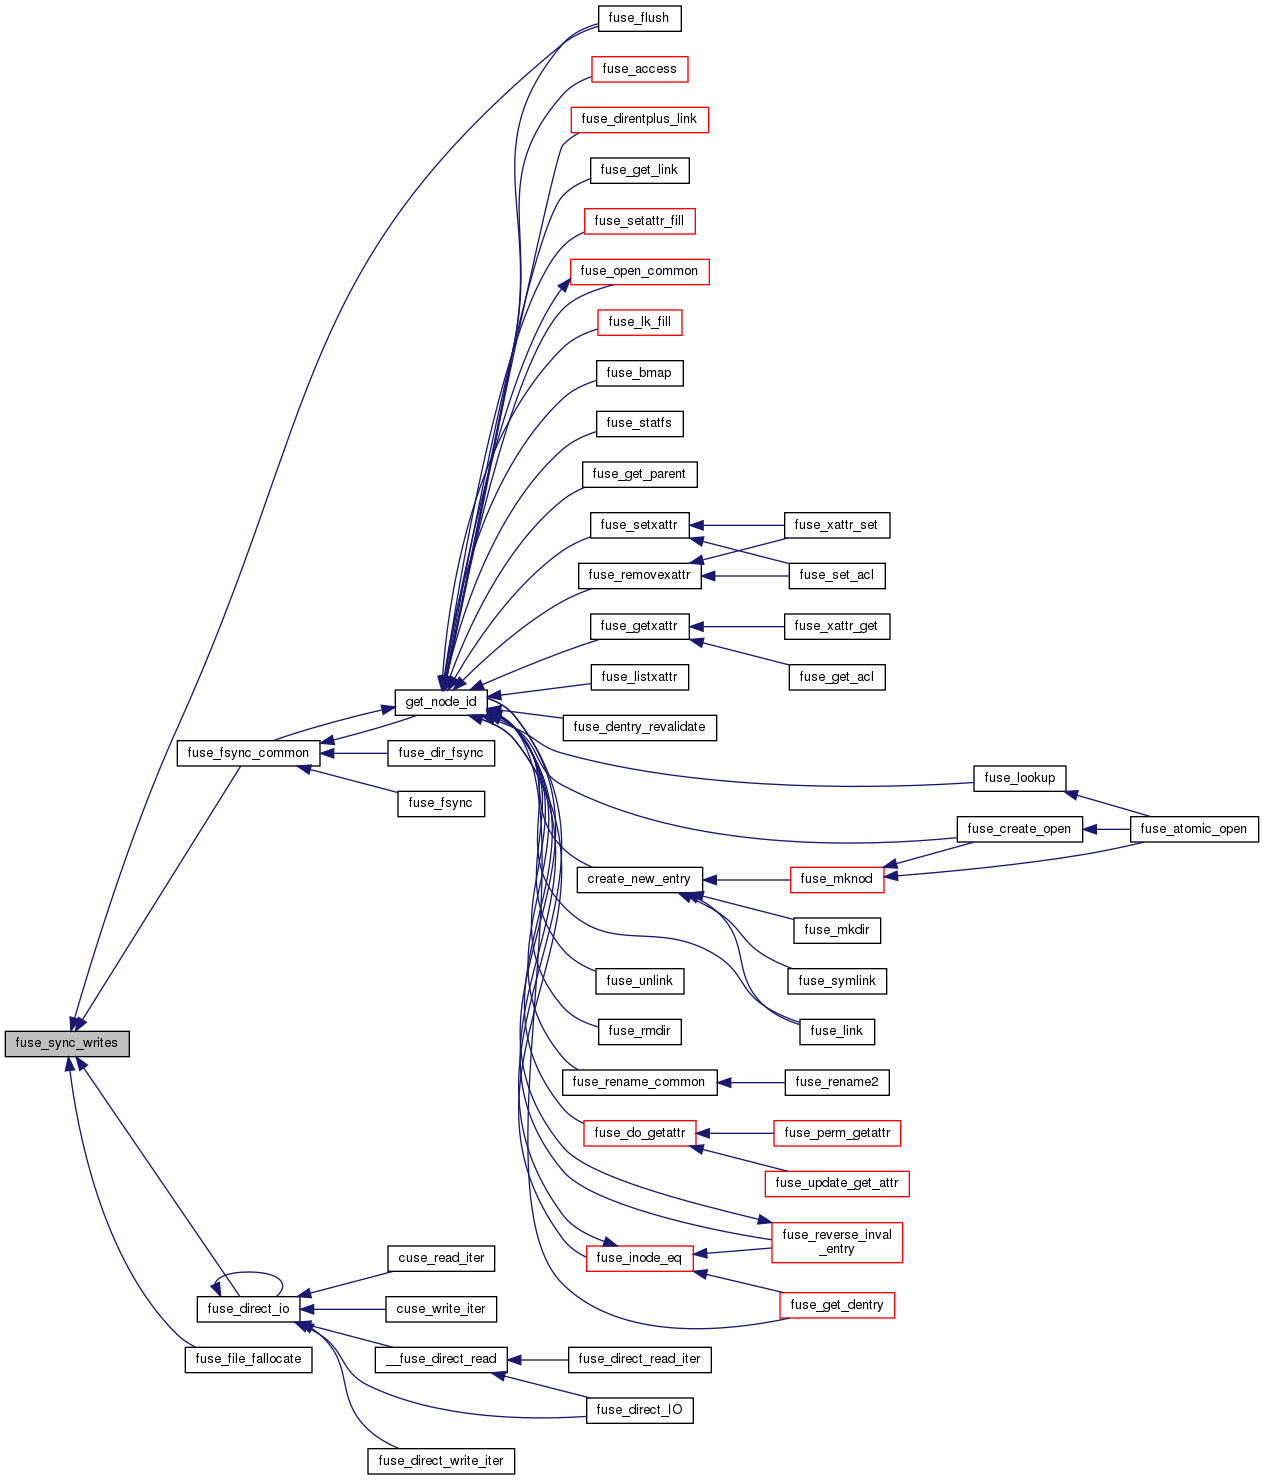 fuse_flush
fuse_access
fuse_direntplus_link
fuse_get_link
fuse_setattr_fill
fuse_open_common
fuse_lk_fill
fuse_bmap
fuse_statfs
fuse_get_parent
fuse_setxattr
fuse_xattr_set
fuse_removexattr
fuse_set_acl
fuse_getxattr
fuse_xattr_get
fuse_listxattr
fuse_get_acl
get_node_id
fuse_dentry_revalidate
fuse_fsync_common
fuse_dir_fsync
fuse_lookup
fuse_fsync
fuse_create_open
fuse_atomic_open
create_new_entry
fuse_mknod
fuse_mkdir
fuse_unlink
fuse_symlink
fuse_rmdir
fuse_link
fuse_sync_writes
fuse_rename_common
fuse_rename2
fuse_do_getattr
fuse_perm_getattr
fuse_update_get_attr
fuse_reverse_inval
_entry
cuse_read_iter
fuse_inode_eq
fuse_get_dentry
fuse_direct_io
cuse_write_iter
fuse_file_fallocate
__fuse_direct_read
fuse_direct_read_iter
fuse_direct_IO
fuse_direct_write_iter